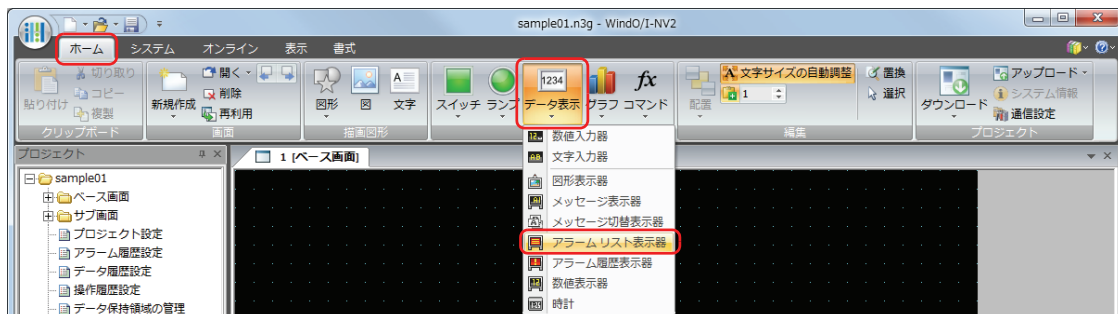 sample01.n3g - WindO/I-NV2
ホーム システム オンライン 表示 書式
貼り付け 切り取り コピー 複製
クリップボード
新規作成 開く 削除 再利用
画面
図形 図 文字
A
描画図形
スイッチ ランプ データ表示 グラフ コマンド
1234
fx
配置 A 文字サイズの自動調整 1 置換 選択
編集
ダウンロード アップロード システム情報 通信設定
プロジェクト
プロジェクト
1 [ベース画面]
sample01
ベース画面
サブ画面
プロジェクト設定
アラーム履歴設定
データ履歴設定
操作履歴設定
データ保持領域の管理
数値入力器
文字入力器
図形表示器
メッセージ表示器
メッセージ切替表示器
アラーム リスト表示器
アラーム履歴表示器
数値表示器
時計